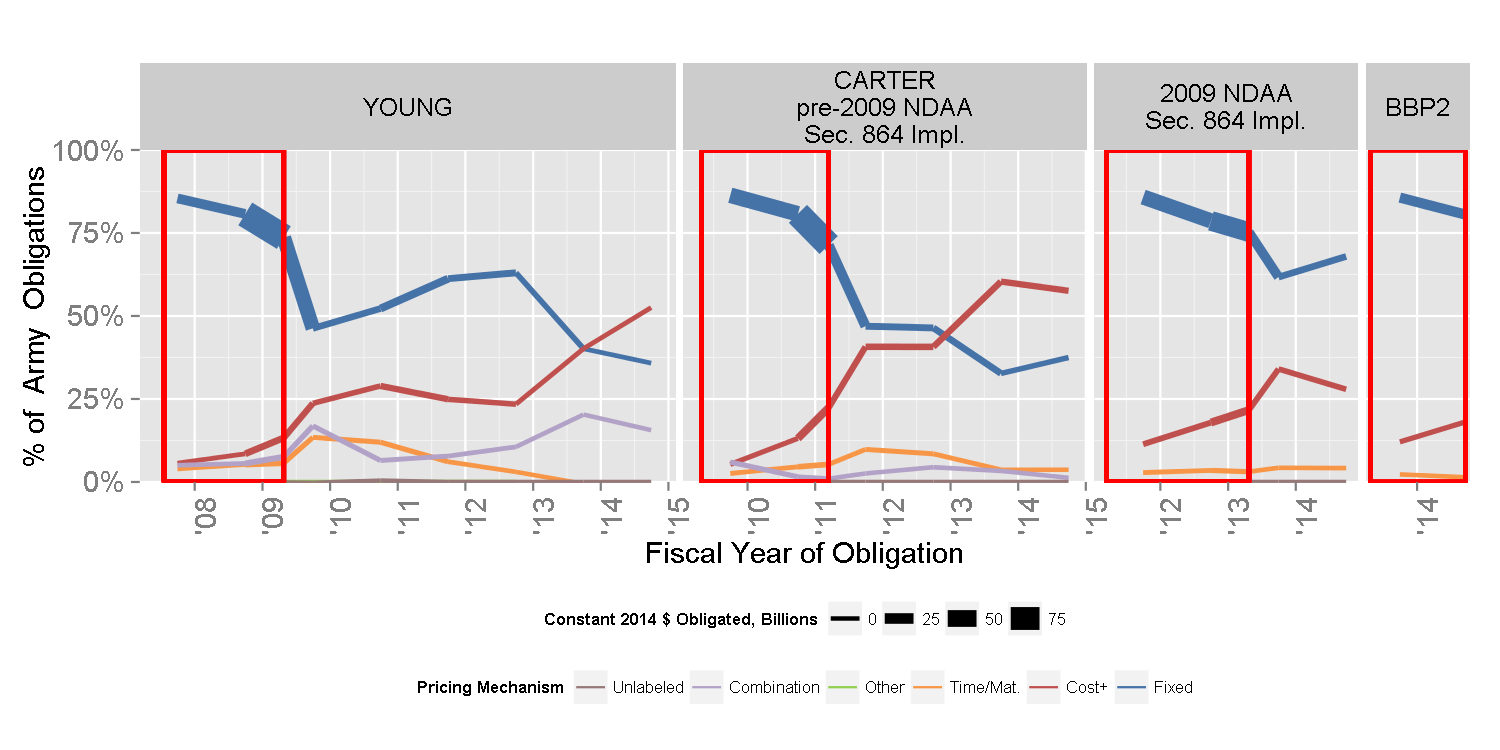 YOUNG
CARTER
pre-2009 NDAA
Sec. 864 Impl.
2009 NDAA
Sec. 864 Impl.
BBP2
% of Army Obligations
100%
75%
50%
25%
0%
'08 '09 '10 '11 '12 '13 '14 '15
'10 '11 '12 '13 '14 '15
'12 '13 '14
'14
Fiscal Year of Obligation
Constant 2014 $ Obligated, Billions 0 25 50 75
Pricing Mechanism Unlabeled Combination Other Time/Mat. Cost+ Fixed